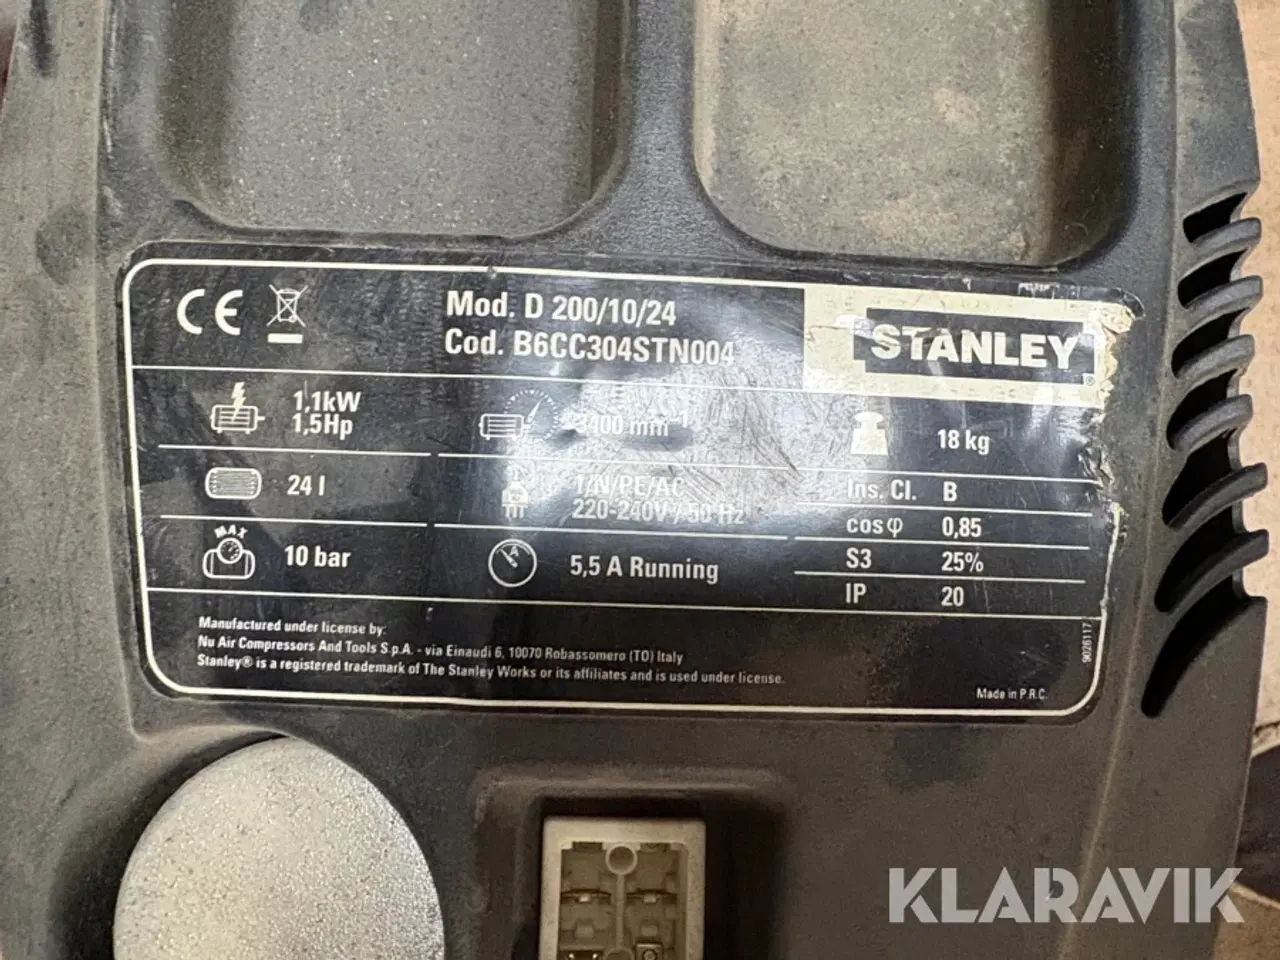 CE
Mod. D 200/10/24
Cod. B6CC304STN004
STANLEY®
1,1kW
1,5Hp
3400 min⁻¹
18 kg
24 l
1/N/PE/AC
220-240V / 50 Hz
Ins. Cl. B
cosφ 0,85
MAX
10 bar
A
5,5 A Running
S3 25%
IP 20
Manufactured under license by:
Nu Air Compressors And Tools S.p.A. - via Einaudi 6, 10070 Robassomero (TO) Italy
Stanley® is a registered trademark of The Stanley Works or its affiliates and is used under license.
Made in P.R.C.
9026117
KLARAVIK